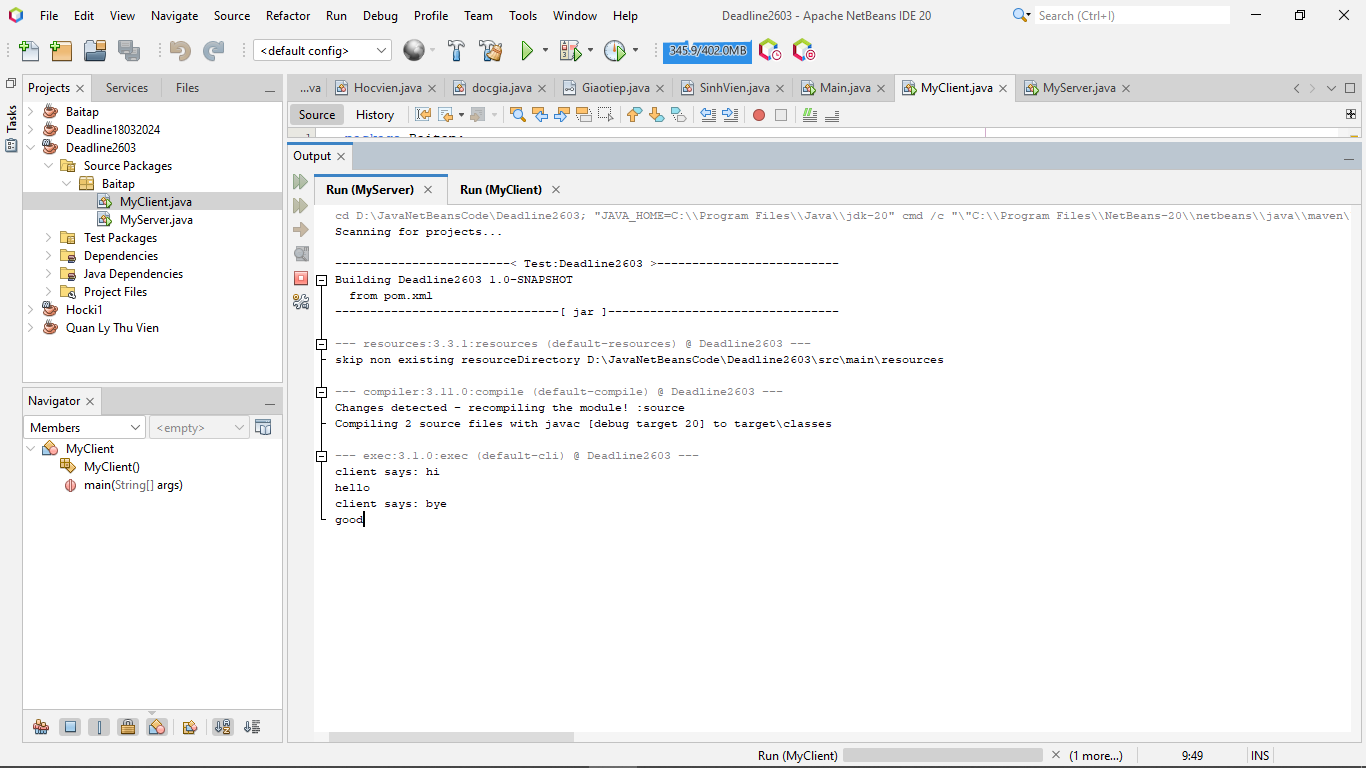 File Edit View Navigate Source Refactor Run Debug Profile Team Tools Window Help
Deadline2603 - Apache NetBeans IDE 20
Search (Ctrl+I)
<default config>
345.9/402.0MB
Projects Services Files
...va Hocvien.java docgia.java Giaotiep.java SinhVien.java Main.java MyClient.java MyServer.java
Source History
1 package Baitap;
Tasks
Baitap
Deadline18032024
Deadline2603
Source Packages
Baitap
MyClient.java
MyServer.java
Test Packages
Dependencies
Java Dependencies
Project Files
Hocki1
Quan Ly Thu Vien
Navigator
Members <empty>
MyClient
MyClient()
main(String[] args)
Output
Run (MyServer) Run (MyClient)
cd D:\JavaNetBeansCode\Deadline2603; "JAVA_HOME=C:\\Program Files\\Java\\jdk-20" cmd /c "\"C:\\Program Files\\NetBeans-20\\netbeans\\java\\maven\
Scanning for projects...
-------------------------< Test:Deadline2603 >--------------------------
Building Deadline2603 1.0-SNAPSHOT
from pom.xml
--------------------------------[ jar ]---------------------------------
--- resources:3.3.1:resources (default-resources) @ Deadline2603 ---
skip non existing resourceDirectory D:\JavaNetBeansCode\Deadline2603\src\main\resources
--- compiler:3.11.0:compile (default-compile) @ Deadline2603 ---
Changes detected - recompiling the module! :source
Compiling 2 source files with javac [debug target 20] to target\classes
--- exec:3.1.0:exec (default-cli) @ Deadline2603 ---
client says: hi
hello
client says: bye
good
Run (MyClient) (1 more...) 9:49 INS